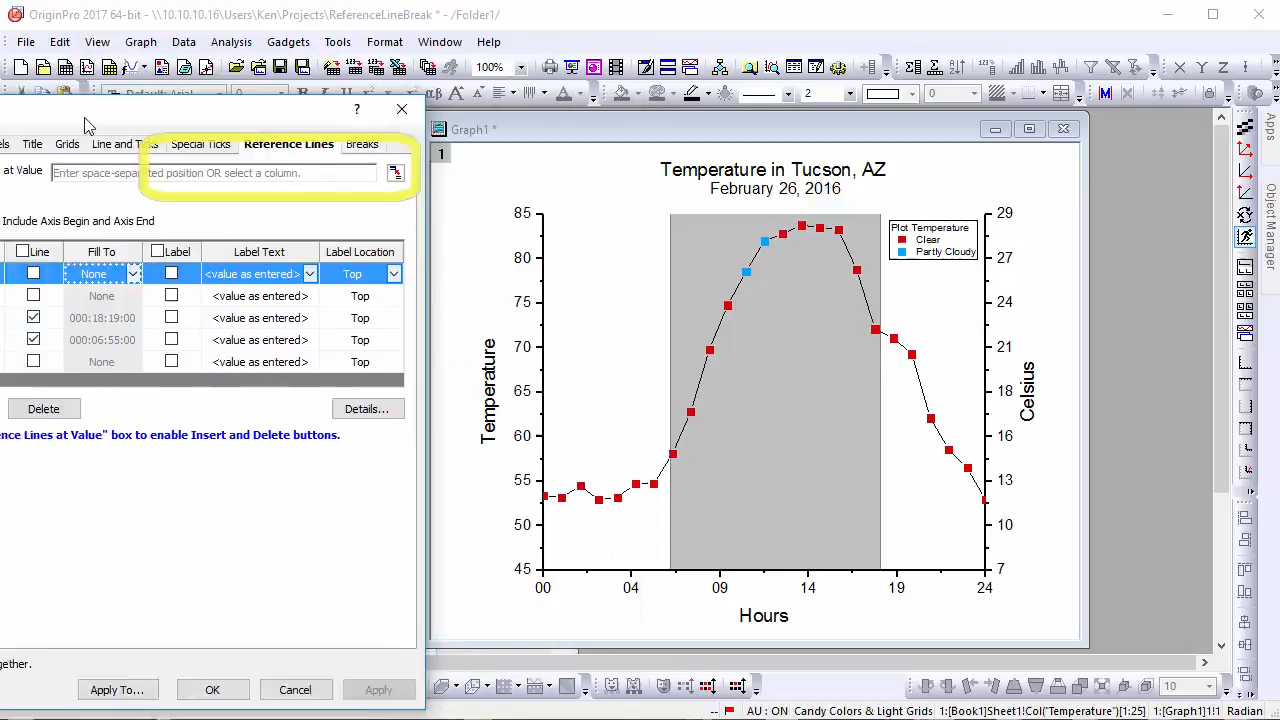 OriginPro 2017 64-bit - \\10.10.10.16\Users\Ken\Projects\ReferenceLineBreak * - /Folder1/
File Edit View Graph Data Analysis Gadgets Tools Format Window Help
100%
Default: Arial 0 αβ A A 2 0 M
? ×
els Title Grids Line and Ticks Special Ticks Reference Lines Breaks
at Value Enter space-separated position OR select a column.
Include Axis Begin and Axis End
Line Fill To Label Label Text Label Location
None <value as entered> Top
None <value as entered> Top
000:18:19:00 <value as entered> Top
000:06:55:00 <value as entered> Top
None <value as entered> Top
Delete Details...
nce Lines at Value" box to enable Insert and Delete buttons.
gether.
Apply To... OK Cancel Apply
Graph1 *
1
Temperature in Tucson, AZ
February 26, 2016
Plot Temperature
Clear
Partly Cloudy
85
80
75
70
65
60
55
50
45
Temperature
29
26
24
21
18
16
13
10
7
Celsius
00 04 09 14 19 24
Hours
Apps
Object Manager
10
-- AU : ON Candy Colors & Light Grids 1:[Book1]Sheet1!Col("Temperature")[1:25] 1:[Graph1]1!1 Radian